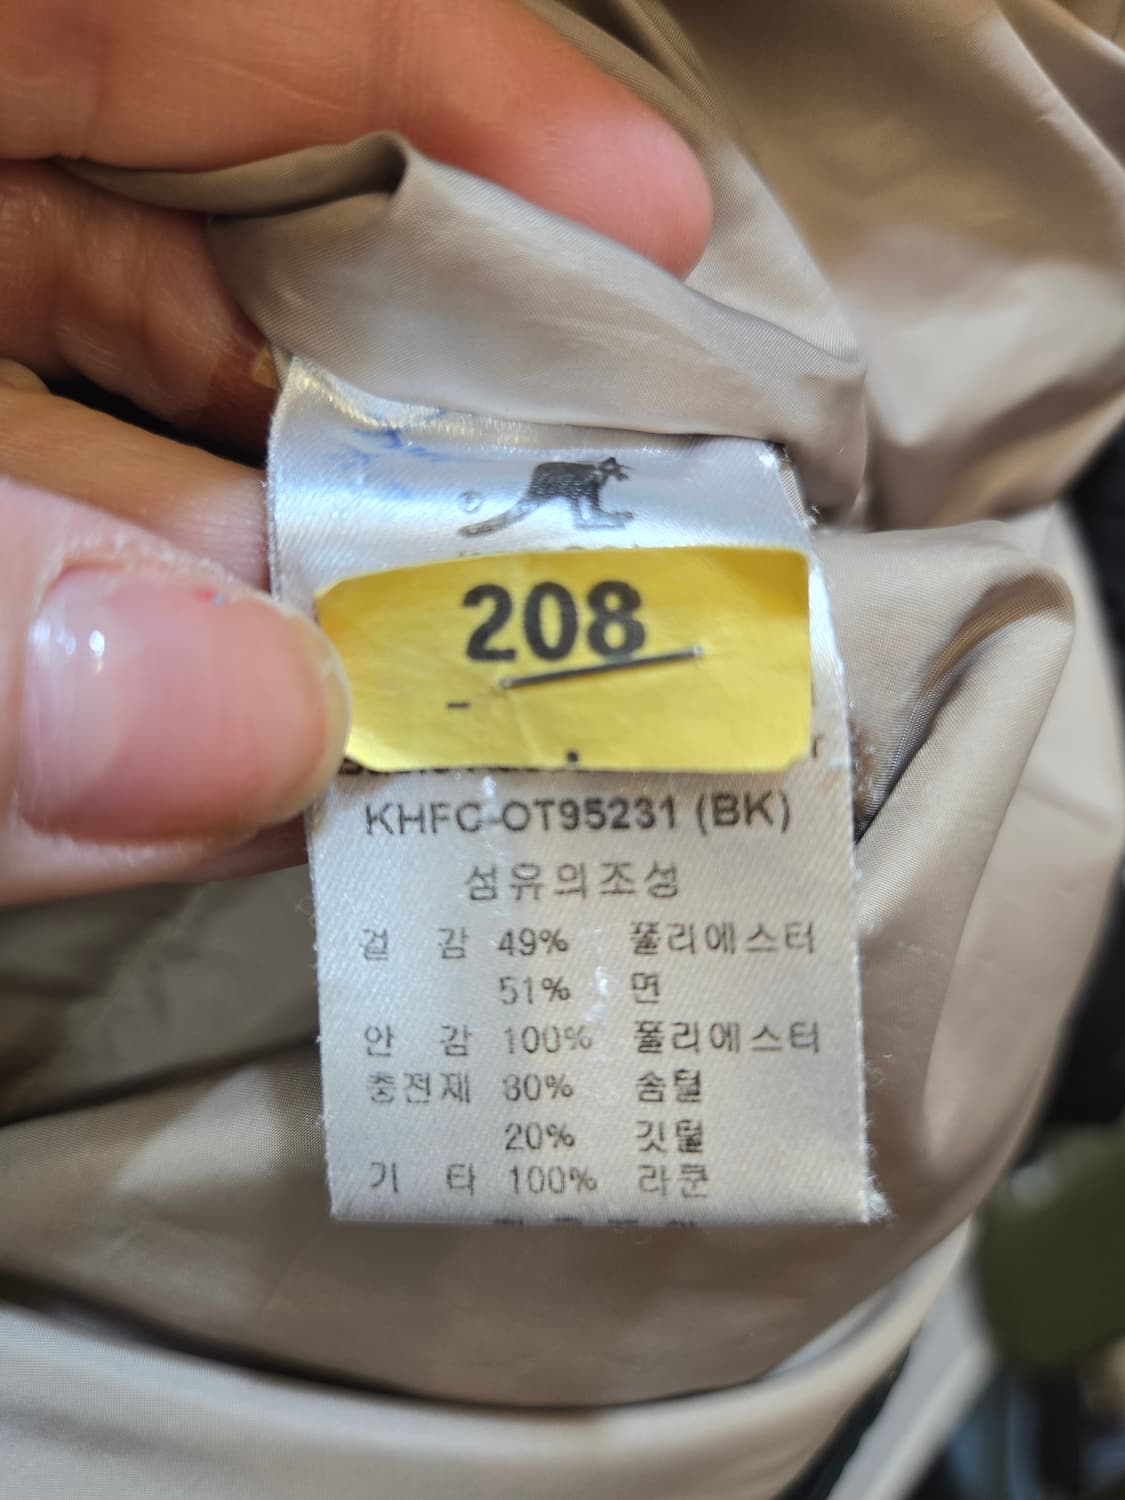 208
-
KHFC-OT95231 (BK)
섬유의조성
겉 감 49% 폴리에스터
51% 면
안 감 100% 폴리에스터
충전재 80% 솜털
20% 깃털
기 타 100% 라쿤